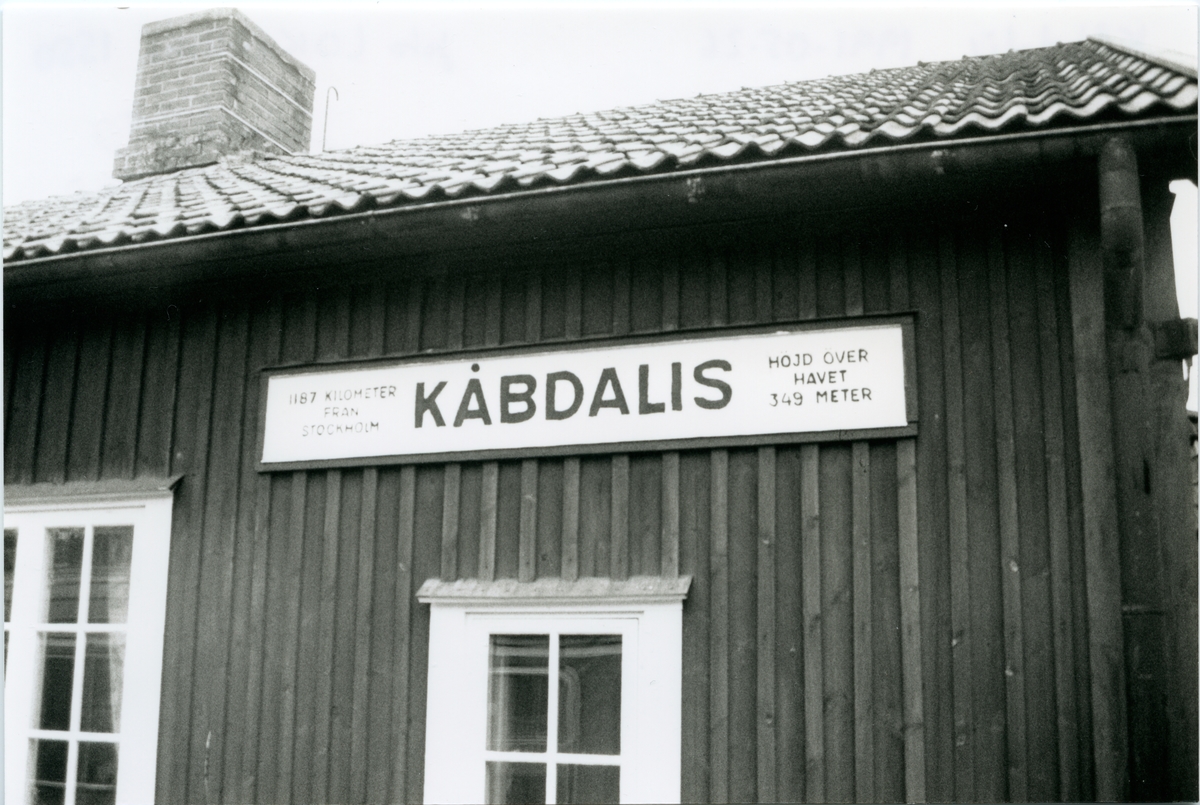 1187 KILOMETER
FRÅN
STOCKHOLM
KÅBDALIS
HÖJD ÖVER
HAVET
349 METER